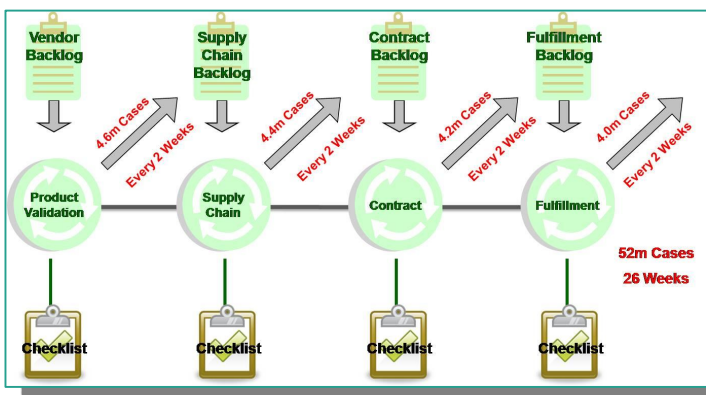 Vendor
Backlog
Supply
Chain
Backlog
Contract
Backlog
Fulfillment
Backlog
4.6m Cases
Every 2 Weeks
4.4m Cases
Every 2 Weeks
4.2m Cases
Every 2 Weeks
4.0m Cases
Every 2 Weeks
Product
Validation
Supply
Chain
Contract
Fulfillment
52m Cases
26 Weeks
Checklist
Checklist
Checklist
Checklist